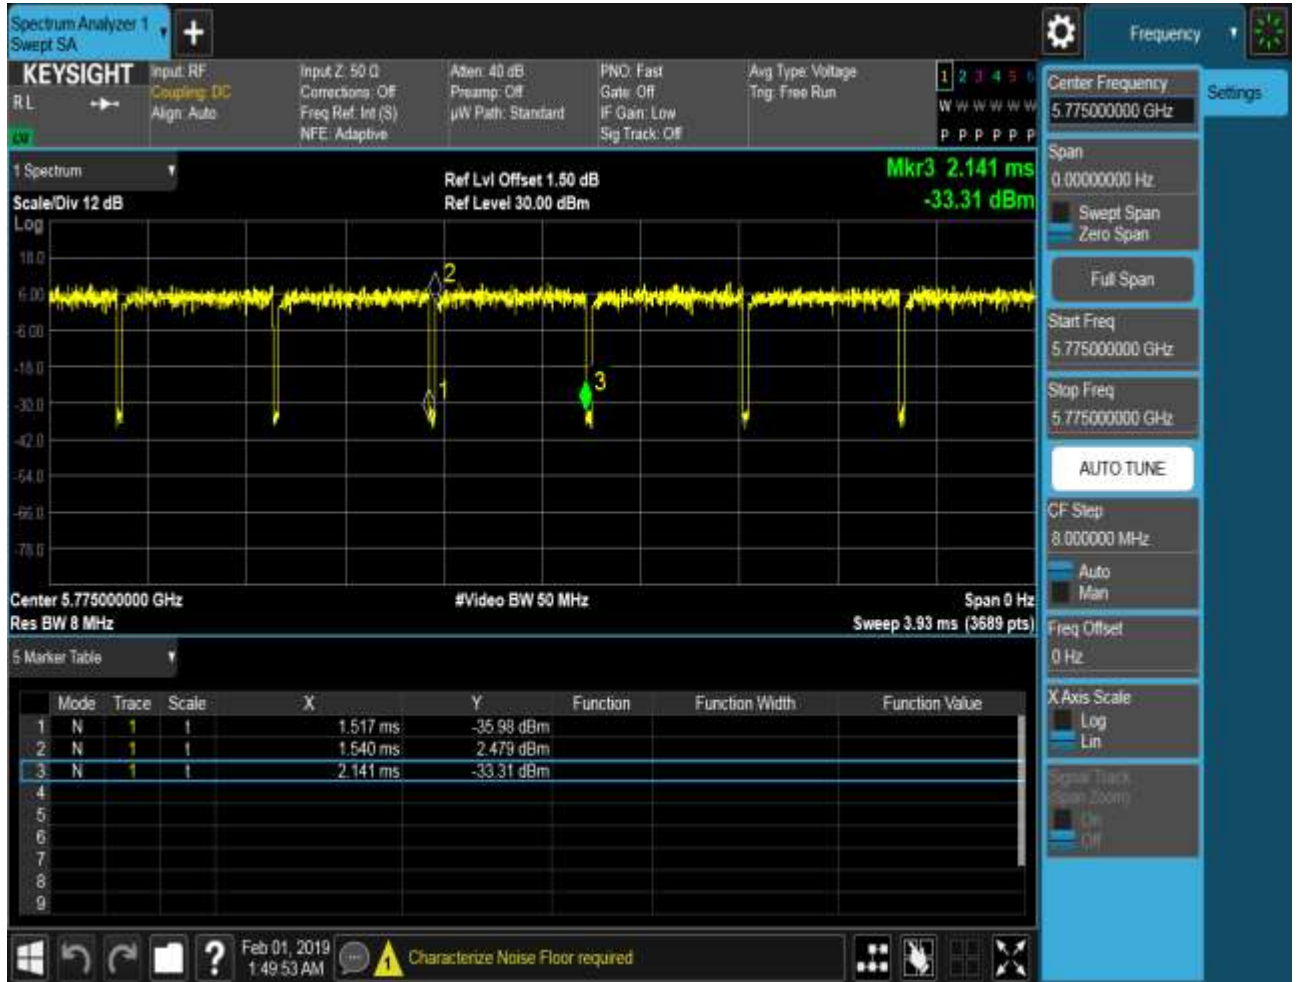 Spectrum Analyzer 1
Swept SA
+
Frequency
KEYSIGHT
R L
Input: RF
Coupling: DC
Align: Auto
Input Z: 50 Ω
Corrections: Off
Freq Ref: Int (S)
NFE: Adaptive
Atten: 40 dB
Preamp: Off
µW Path: Standard
PNO: Fast
Gate: Off
IF Gain: Low
Sig Track: Off
Avg Type: Voltage
Trig: Free Run
1 2 3 4 5 6
W W W W W W
P P P P P P
1 Spectrum
Scale/Div 12 dB
Log
Ref Lvl Offset 1.50 dB
Ref Level 30.00 dBm
Mkr3 2.141 ms
-33.31 dBm
18.0
6.00
-6.00
-18.0
-30.0
-42.0
-54.0
-66.0
-78.0
2
1
3
Center 5.775000000 GHz
Res BW 8 MHz
#Video BW 50 MHz
Span 0 Hz
Sweep 3.93 ms (3689 pts)
5 Marker Table
Mode Trace Scale X Y Function Function Width Function Value
1 N 1 t 1.517 ms -35.98 dBm
2 N 1 t 1.540 ms 2.479 dBm
3 N 1 t 2.141 ms -33.31 dBm
4
5
6
7
8
9
Center Frequency
5.775000000 GHz
Settings
Span
0.00000000 Hz
Swept Span
Zero Span
Full Span
Start Freq
5.775000000 GHz
Stop Freq
5.775000000 GHz
AUTO TUNE
CF Step
8.000000 MHz
Auto
Man
Freq Offset
0 Hz
X Axis Scale
Log
Lin
Signal Track
(Span Zoom)
On
Off
?
Feb 01, 2019
1:49:53 AM
1
Characterize Noise Floor required